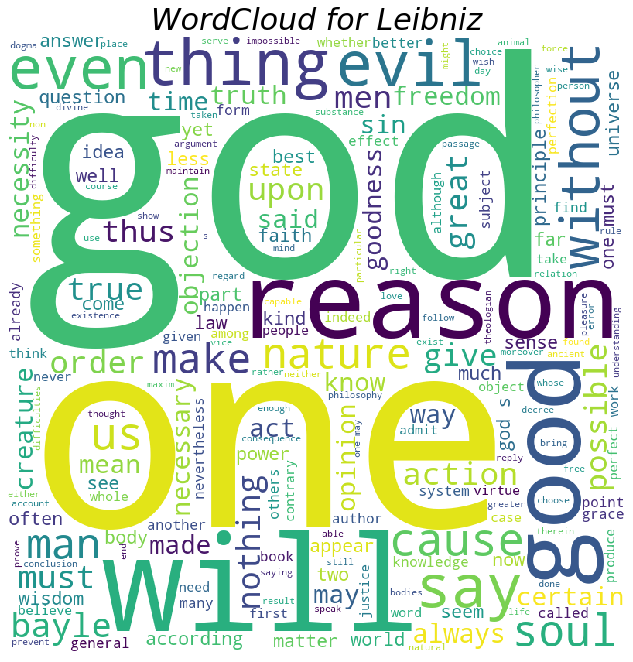 WordCloud for Leibniz
dogma place serve impossible whether better choice animal force
answer new wish might wise
even thing evil day men freedom philosopher person
question divine time truth perfection universe
necessity non form sin principle
god taken substance effect passage without
difficulty idea yet less best state although great subject find
well argument upon goodness one must
something course maintain objection said faith far rule
use show thus s mind particular right take relation
true come part regard happen kind love indeed capable reason theologian
existence law people sense pleasure error
already given among exist follow moreover ancient found understanding
think order vice make nature give much possible
never maxim rather neither know object whose
creature difficulties necessary nevertheless thought enough philosophy god s decree work perfect
one us act consequence opinion one may way admit good bring
mean power reply free
see whole others contrary action choose
either account system virtue greater case therein point grace
often another nothing author cause produce
man body made able appear now
prove conclusion end book still two knowledge
must will saying say done certain
wisdom need may justice bodies life
believe many first result speak word seem called
bayle according matter world always soul
prevent general natural